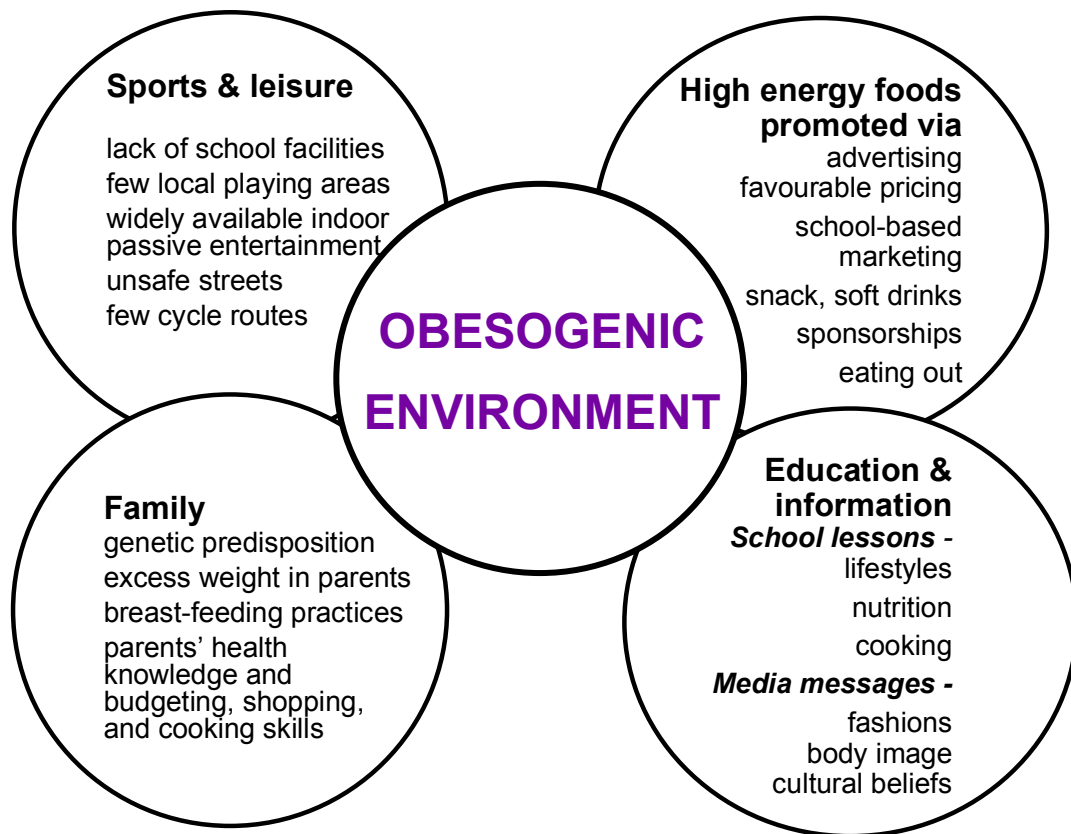 Sports & leisure
lack of school facilities
few local playing areas
widely available indoor
passive entertainment
unsafe streets
few cycle routes
High energy foods
promoted via
advertising
favourable pricing
school-based
marketing
snack, soft drinks
sponsorships
eating out
OBESOGENIC
ENVIRONMENT
Family
genetic predisposition
excess weight in parents
breast-feeding practices
parents’ health
knowledge and
budgeting, shopping,
and cooking skills
Education &
information
School lessons -
lifestyles
nutrition
cooking
Media messages -
fashions
body image
cultural beliefs